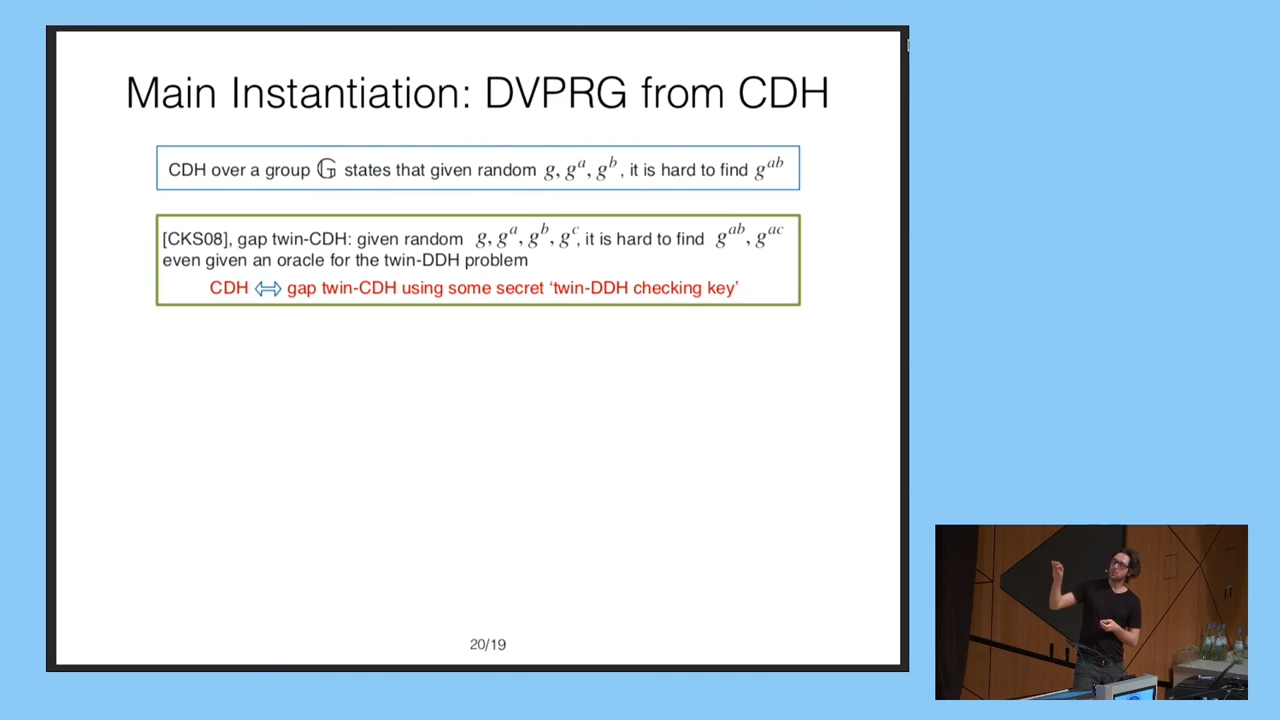 Main Instantiation: DVPRG from CDH
CDH over a group 𝔾 states that given random g, g^a, g^b, it is hard to find g^{ab}
[CKS08], gap twin-CDH: given random g, g^a, g^b, g^c, it is hard to find g^{ab}, g^{ac}
even given an oracle for the twin-DDH problem
CDH ⇔ gap twin-CDH using some secret ‘twin-DDH checking key’
20/19